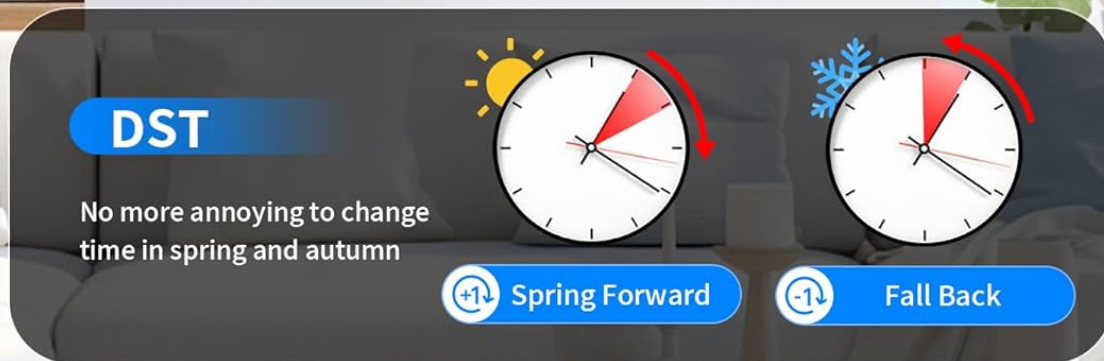 DST
No more annoying to change
time in spring and autumn
+1 Spring Forward
-1 Fall Back